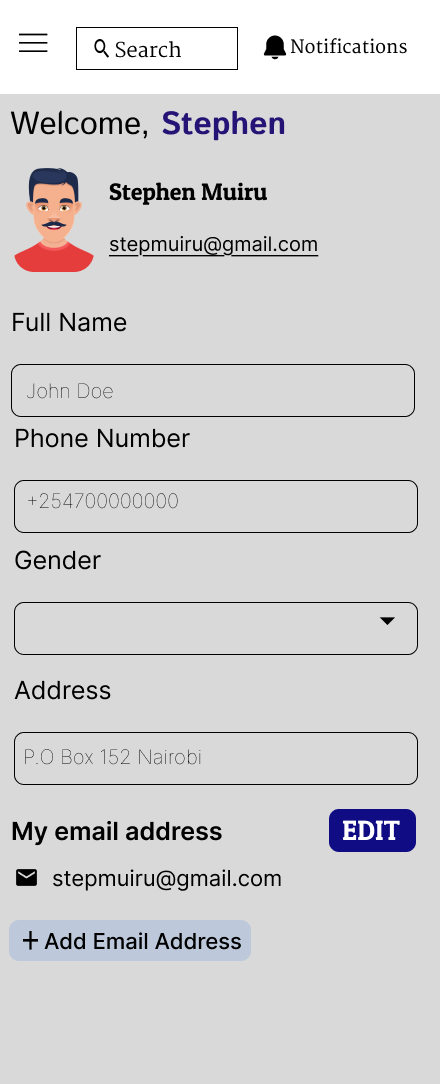 Search
Notifications
Welcome, Stephen
Stephen Muiru
stepmuiru@gmail.com
Full Name
John Doe
Phone Number
+254700000000
Gender
Address
P.O Box 152 Nairobi
My email address
EDIT
stepmuiru@gmail.com
+ Add Email Address